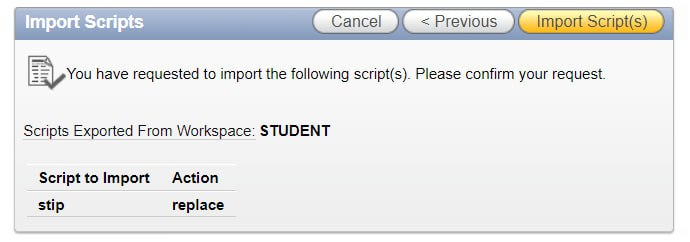 Import Scripts Cancel < Previous Import Script(s)
You have requested to import the following script(s). Please confirm your request.
Scripts Exported From Workspace: STUDENT
Script to Import Action
stip replace